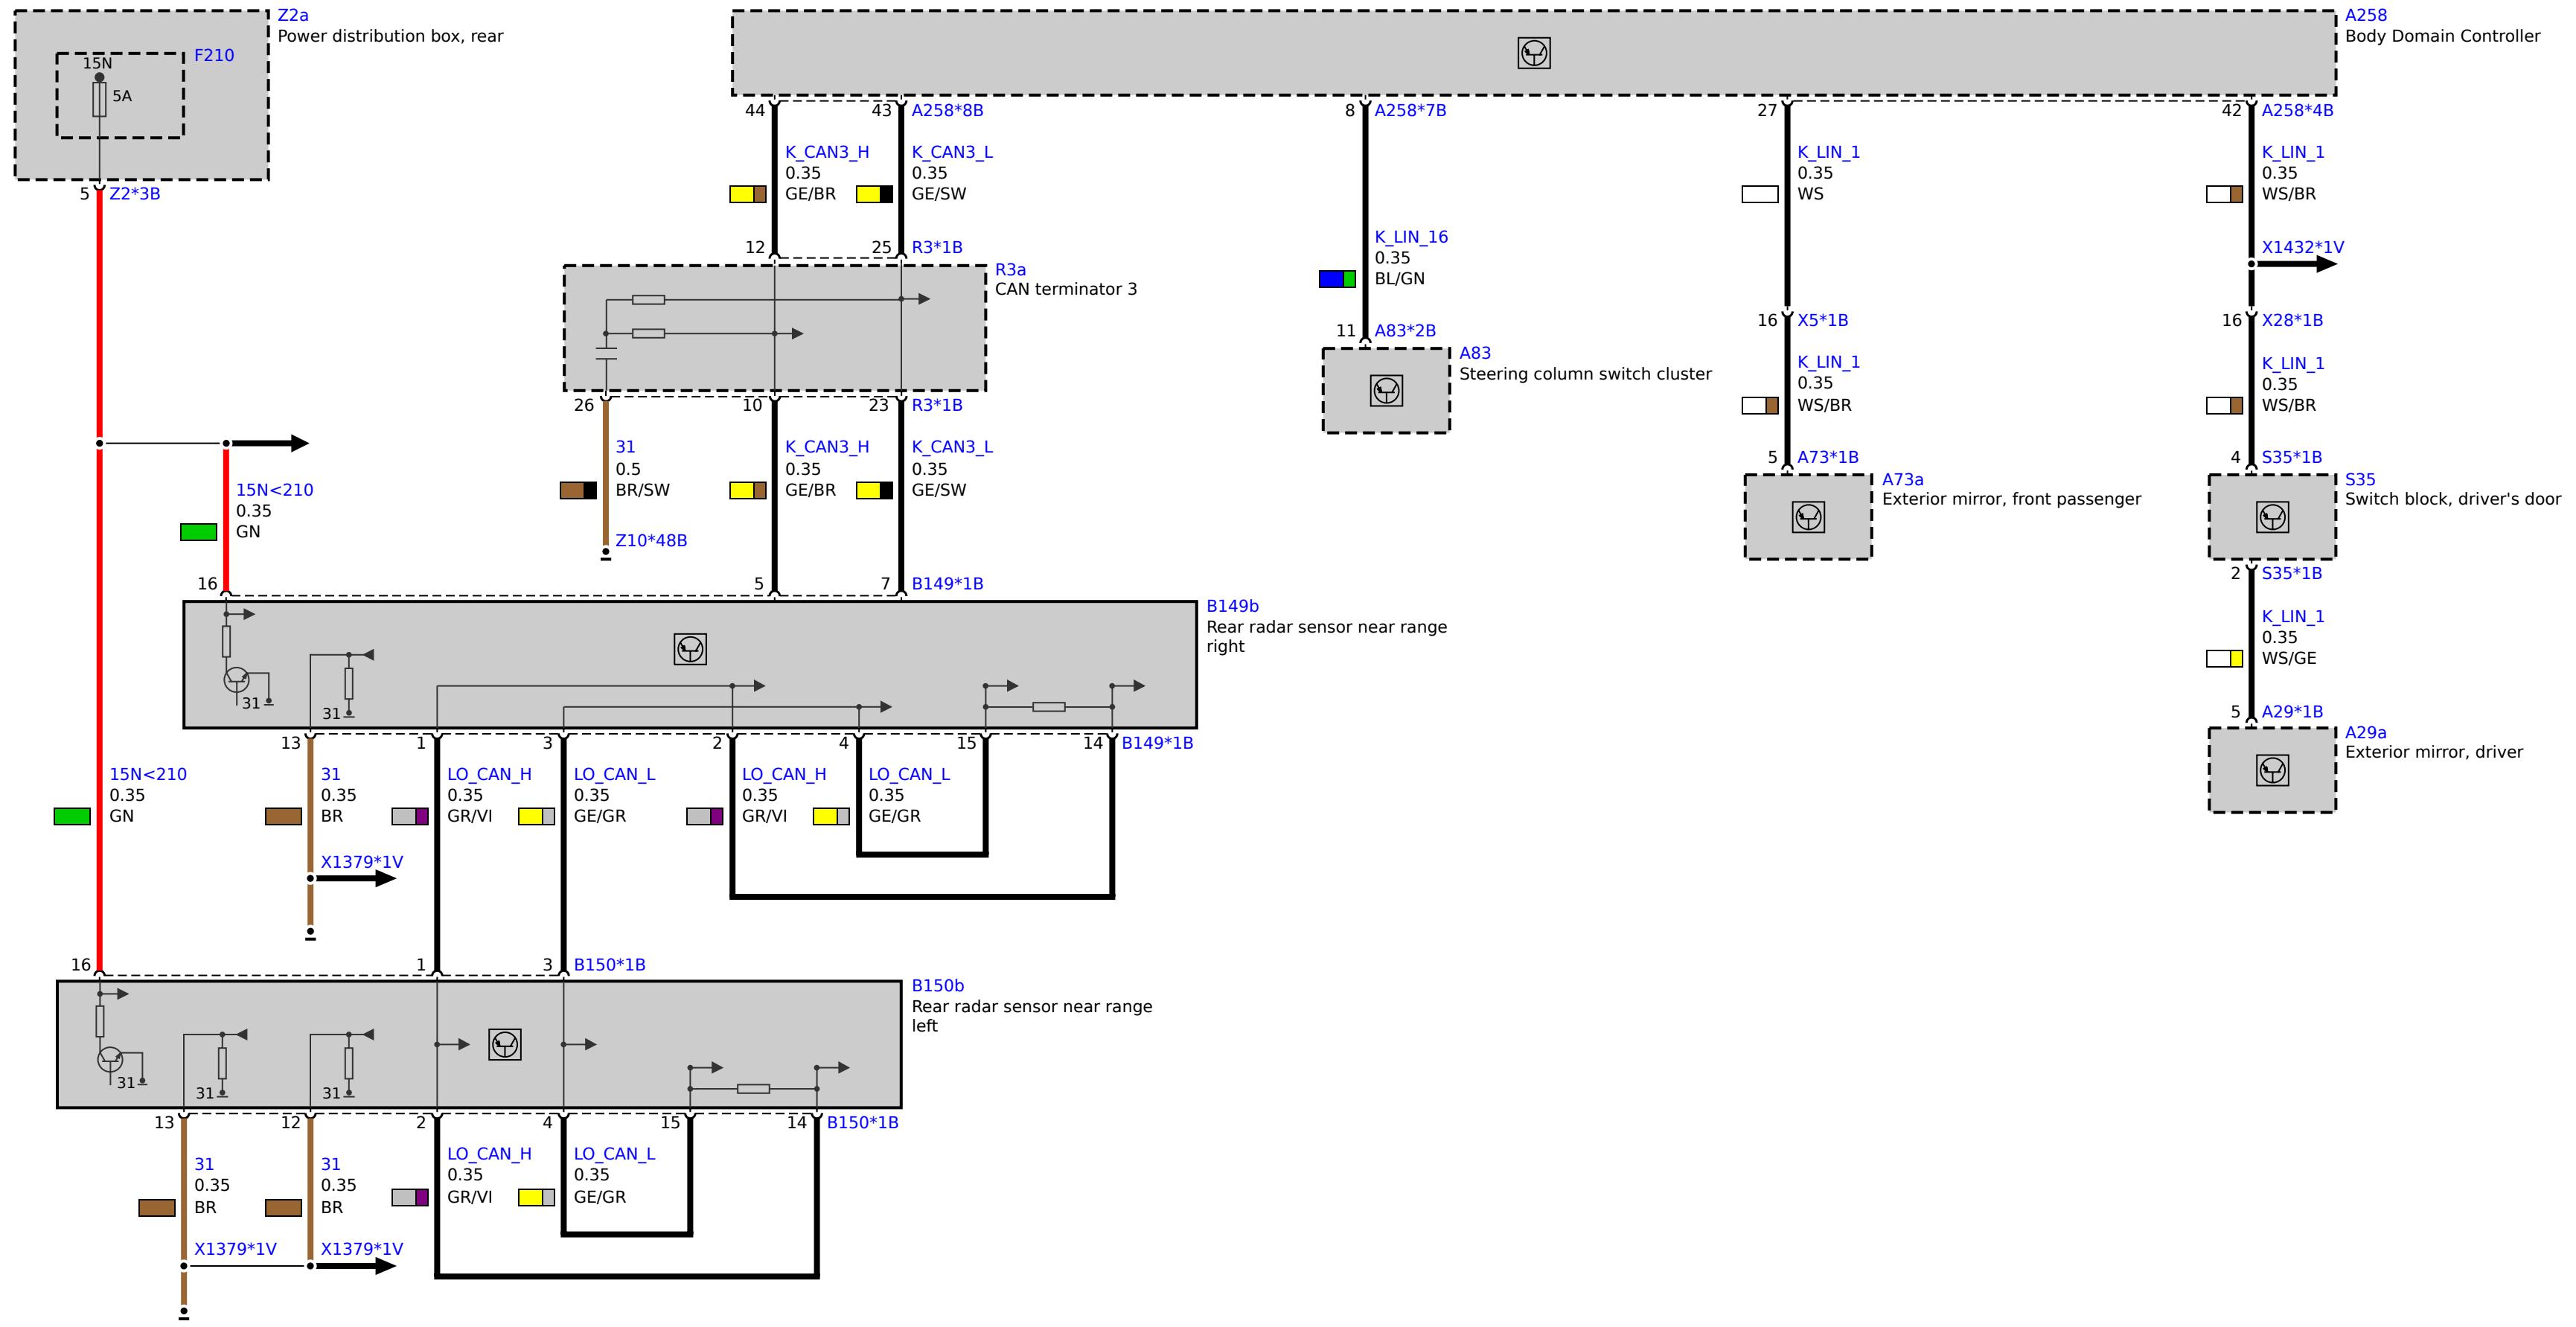 Z2a
Power distribution box, rear
F210
15N
5A
5
Z2*3B
A258
Body Domain Controller
44
43
A258*8B
8
A258*7B
27
42
A258*4B
K_CAN3_H
0.35
GE/BR
K_CAN3_L
0.35
GE/SW
K_LIN_1
0.35
WS
K_LIN_1
0.35
WS/BR
12
25
R3*1B
K_LIN_16
0.35
BL/GN
X1432*1V
R3a
CAN terminator 3
11
A83*2B
16
X5*1B
16
X28*1B
A83
Steering column switch cluster
K_LIN_1
0.35
WS/BR
K_LIN_1
0.35
WS/BR
26
10
23
R3*1B
31
0.5
BR/SW
K_CAN3_H
0.35
GE/BR
K_CAN3_L
0.35
GE/SW
5
A73*1B
4
S35*1B
A73a
Exterior mirror, front passenger
S35
Switch block, driver's door
15N<210
0.35
GN
Z10*48B
16
5
7
B149*1B
2
S35*1B
B149b
Rear radar sensor near range
right
K_LIN_1
0.35
WS/GE
31
31
5
A29*1B
A29a
Exterior mirror, driver
13
1
3
2
4
15
14
B149*1B
15N<210
0.35
GN
31
0.35
BR
LO_CAN_H
0.35
GR/VI
LO_CAN_L
0.35
GE/GR
LO_CAN_H
0.35
GR/VI
LO_CAN_L
0.35
GE/GR
X1379*1V
16
1
3
B150*1B
B150b
Rear radar sensor near range
left
31
31
31
13
12
2
4
15
14
B150*1B
31
0.35
BR
31
0.35
BR
LO_CAN_H
0.35
GR/VI
LO_CAN_L
0.35
GE/GR
X1379*1V
X1379*1V